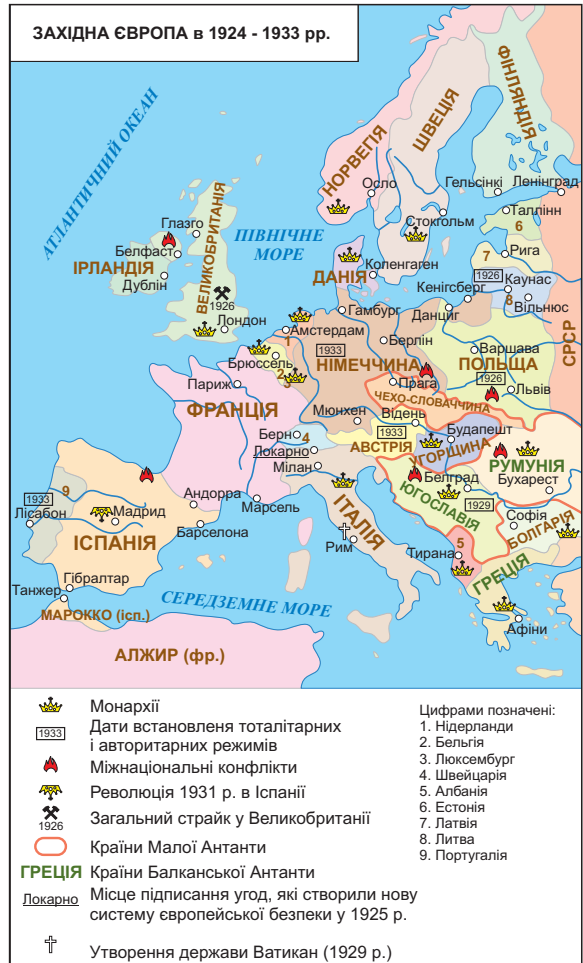 ЗАХІДНА ЄВРОПА в 1924 - 1933 рр.
АТЛАНТИЧНИЙ ОКЕАН
НОРВЕГІЯ
ШВЕЦІЯ
ФІНЛЯНДІЯ
Осло
Гельсінкі
Ленінград
Стокгольм
Таллінн
6
Глазго
Белфаст
ІРЛАНДІЯ
Дублін
ВЕЛИКОБРИТАНІЯ
1926
Лондон
ПІВНІЧНЕ
МОРЕ
ДАНІЯ
Копенгаген
7
Рига
1926
Каунас
8
Вільнюс
Кенігсберг
Данциг
СРСР
Гамбург
Амстердам
1
1933
Берлін
НІМЕЧЧИНА
Варшава
ПОЛЬЩА
1926
Львів
Брюссель
2
3
Париж
ФРАНЦІЯ
Прага
ЧЕХО-СЛОВАЧЧИНА
Мюнхен
Відень
1933
АВСТРІЯ
Будапешт
УГОРЩИНА
РУМУНІЯ
Бухарест
Берн
4
Локарно
Мілан
Белград
ЮГОСЛАВІЯ
1929
Софія
БОЛГАРІЯ
9
1933
Лісабон
Мадрид
ІСПАНІЯ
Андорра
Барселона
Марсель
ІТАЛІЯ
Рим
Тирана
5
ГРЕЦІЯ
Афіни
Гібралтар
Танжер
МАРОККО (ісп.)
СЕРЕДЗЕМНЕ МОРЕ
АЛЖИР (фр.)
Монархії
1933
Дати встановленя тоталітарних
і авторитарних режимів
Міжнаціональні конфлікти
Революція 1931 р. в Іспанії
1926
Загальний страйк у Великобританії
Країни Малої Антанти
ГРЕЦІЯ Країни Балканської Антанти
Локарно Місце підписання угод, які створили нову
систему європейської безпеки у 1925 р.
Утворення держави Ватикан (1929 р.)
Цифрами позначені:
1. Нідерланди
2. Бельгія
3. Люксембург
4. Швейцарія
5. Албанія
6. Естонія
7. Латвія
8. Литва
9. Португалія